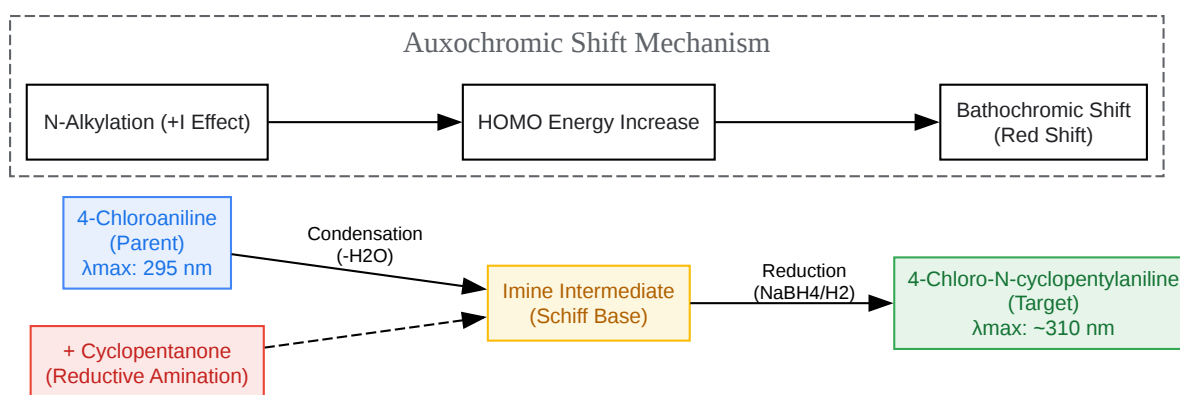 Auxochromic Shift Mechanism
N-Alkylation (+I Effect)
HOMO Energy Increase
Bathochromic Shift
(Red Shift)
4-Chloroaniline
(Parent)
λmax: 295 nm
Condensation
(-H2O)
+ Cyclopentanone
(Reductive Amination)
Imine Intermediate
(Schiff Base)
Reduction
(NaBH4/H2)
4-Chloro-N-cyclopentylaniline
(Target)
λmax: ~310 nm